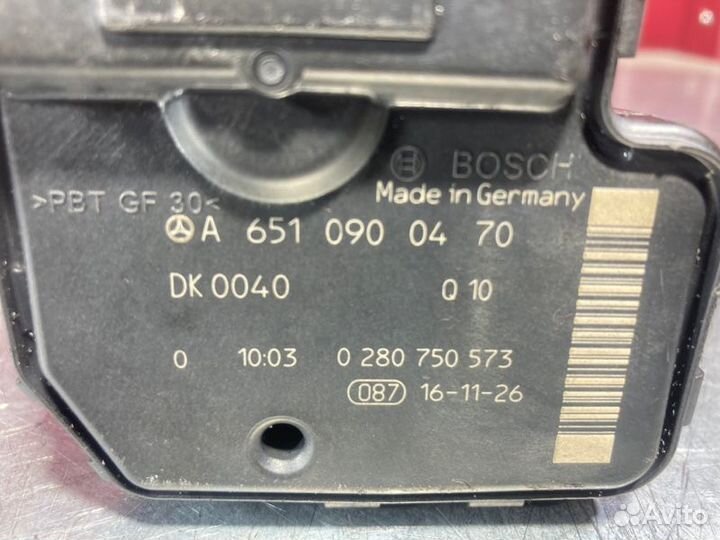 BOSCH
Made in Germany
>PBT GF 30<
A 651 090 04 70
DK 0040 Q 10
0 10:03 0 280 750 573
087 16-11-26
Avito